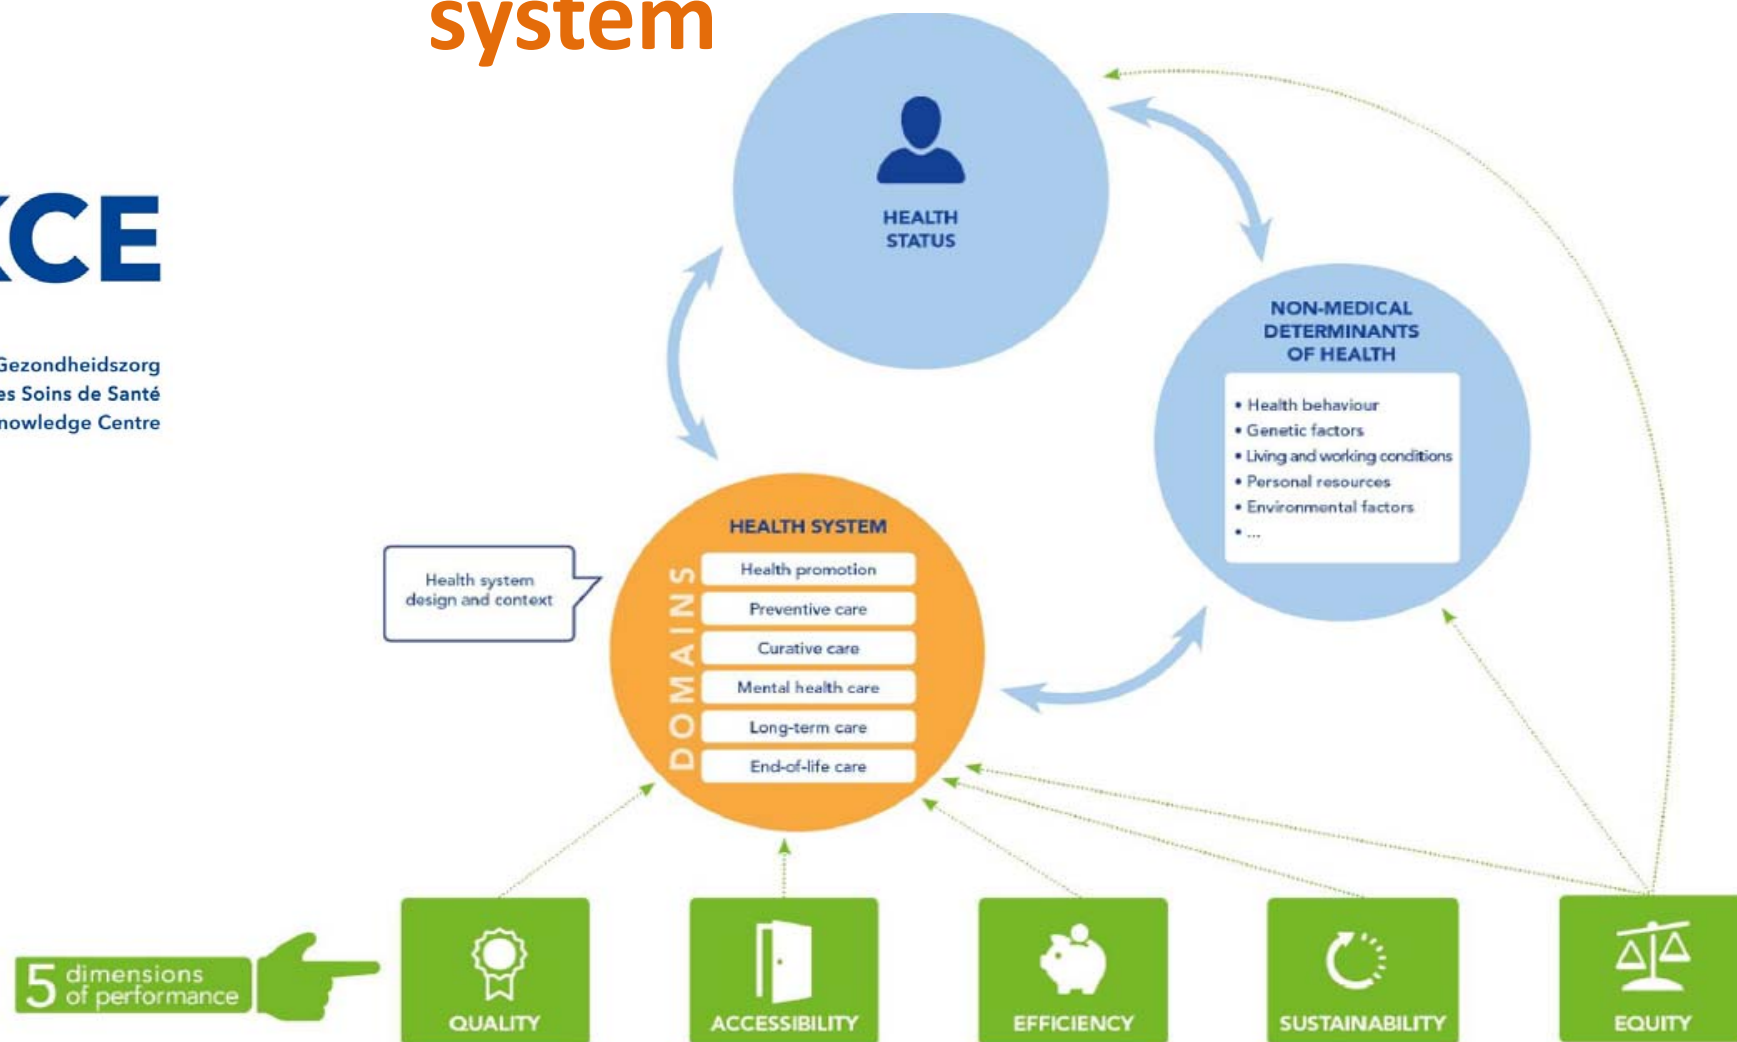 system
CE
Gezondheidszorg
es Soins de Santé
nowledge Centre
HEALTH
STATUS
NON-MEDICAL
DETERMINANTS
OF HEALTH
• Health behaviour
• Genetic factors
• Living and working conditions
• Personal resources
• Environmental factors
• ...
Health system
design and context
HEALTH SYSTEM
DOMAINS
Health promotion
Preventive care
Curative care
Mental health care
Long-term care
End-of-life care
5 dimensions
of performance
QUALITY
ACCESSIBILITY
EFFICIENCY
SUSTAINABILITY
EQUITY